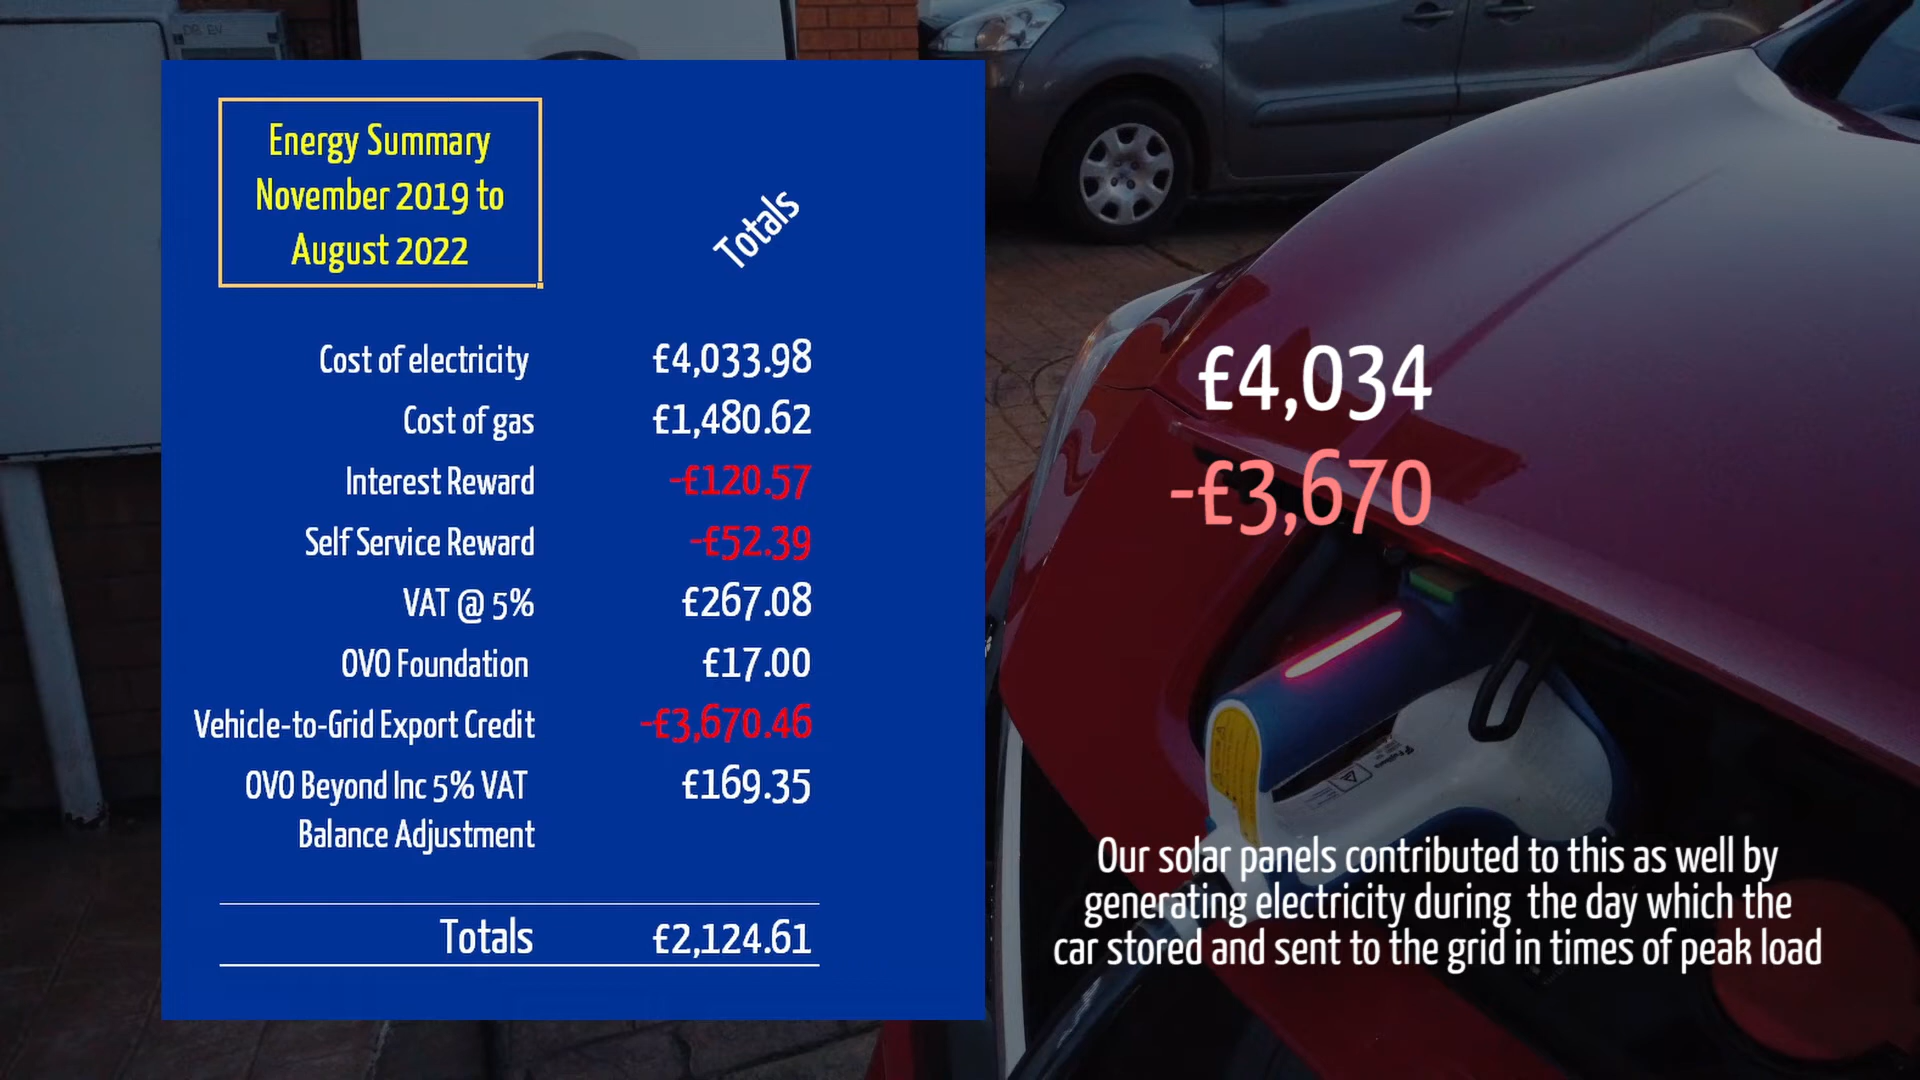 Energy Summary
November 2019 to
August 2022
Totals
Cost of electricity £4,033.98
Cost of gas £1,480.62
Interest Reward -£120.57
Self Service Reward -£52.39
VAT @ 5% £267.08
OVO Foundation £17.00
Vehicle-to-Grid Export Credit -£3,670.46
OVO Beyond Inc 5% VAT £169.35
Balance Adjustment
Totals £2,124.61
£4,034
-£3,670
Our solar panels contributed to this as well by
generating electricity during the day which the
car stored and sent to the grid in times of peak load